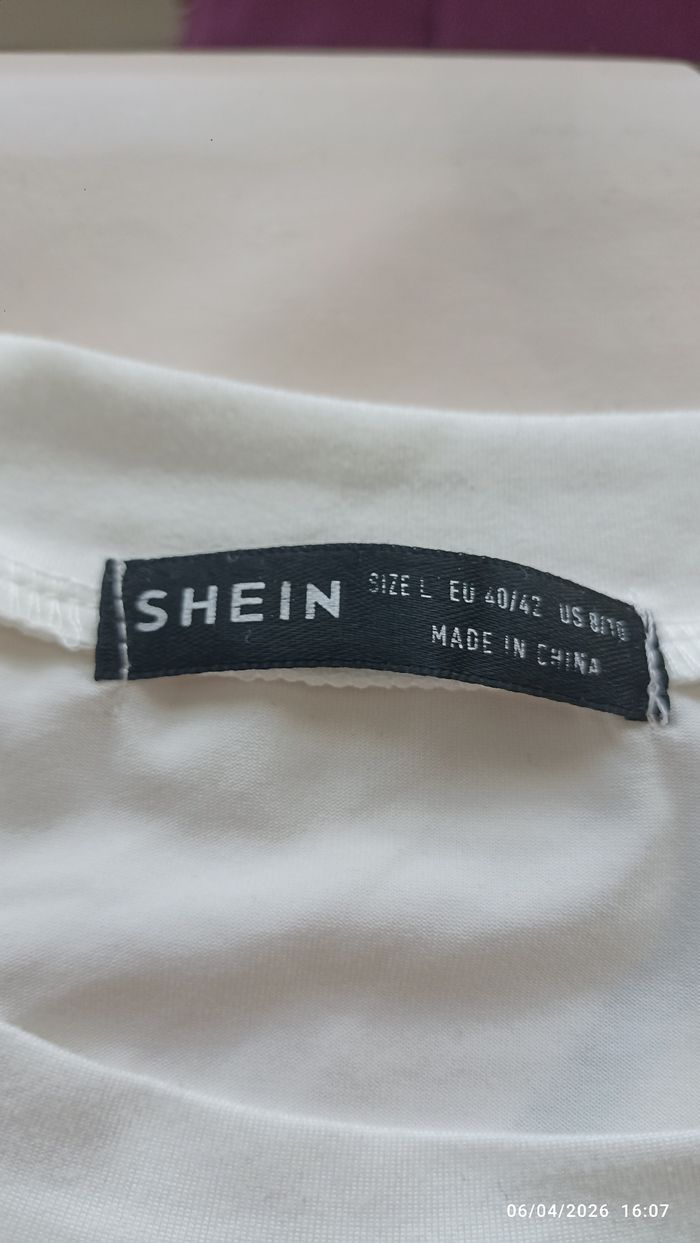 SHEIN SIZE L EU 40/42 US 8/10
MADE IN CHINA
06/04/2026 16:07